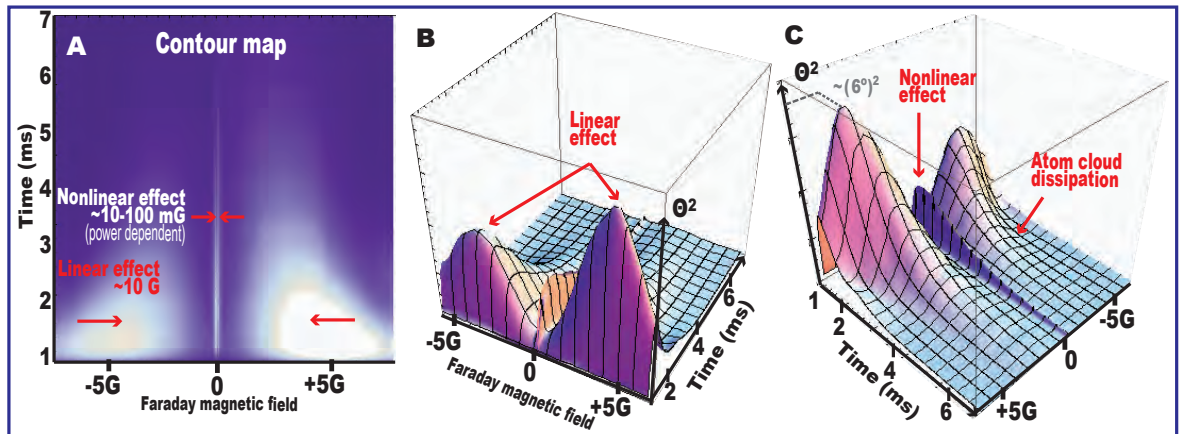 A
Contour map
7
6
5
4
3
2
1
Time (ms)
Nonlinear effect
~10-100 mG
(power dependent)
Linear effect
~10 G
-5G
0
+5G
Faraday magnetic field
B
Linear
effect
Θ²
-5G
0
+5G
Faraday magnetic field
2
4
6
Time (ms)
C
Θ²
~(6º)²
Nonlinear
effect
Atom cloud
dissipation
1
2
4
6
Time (ms)
-5G
0
+5G